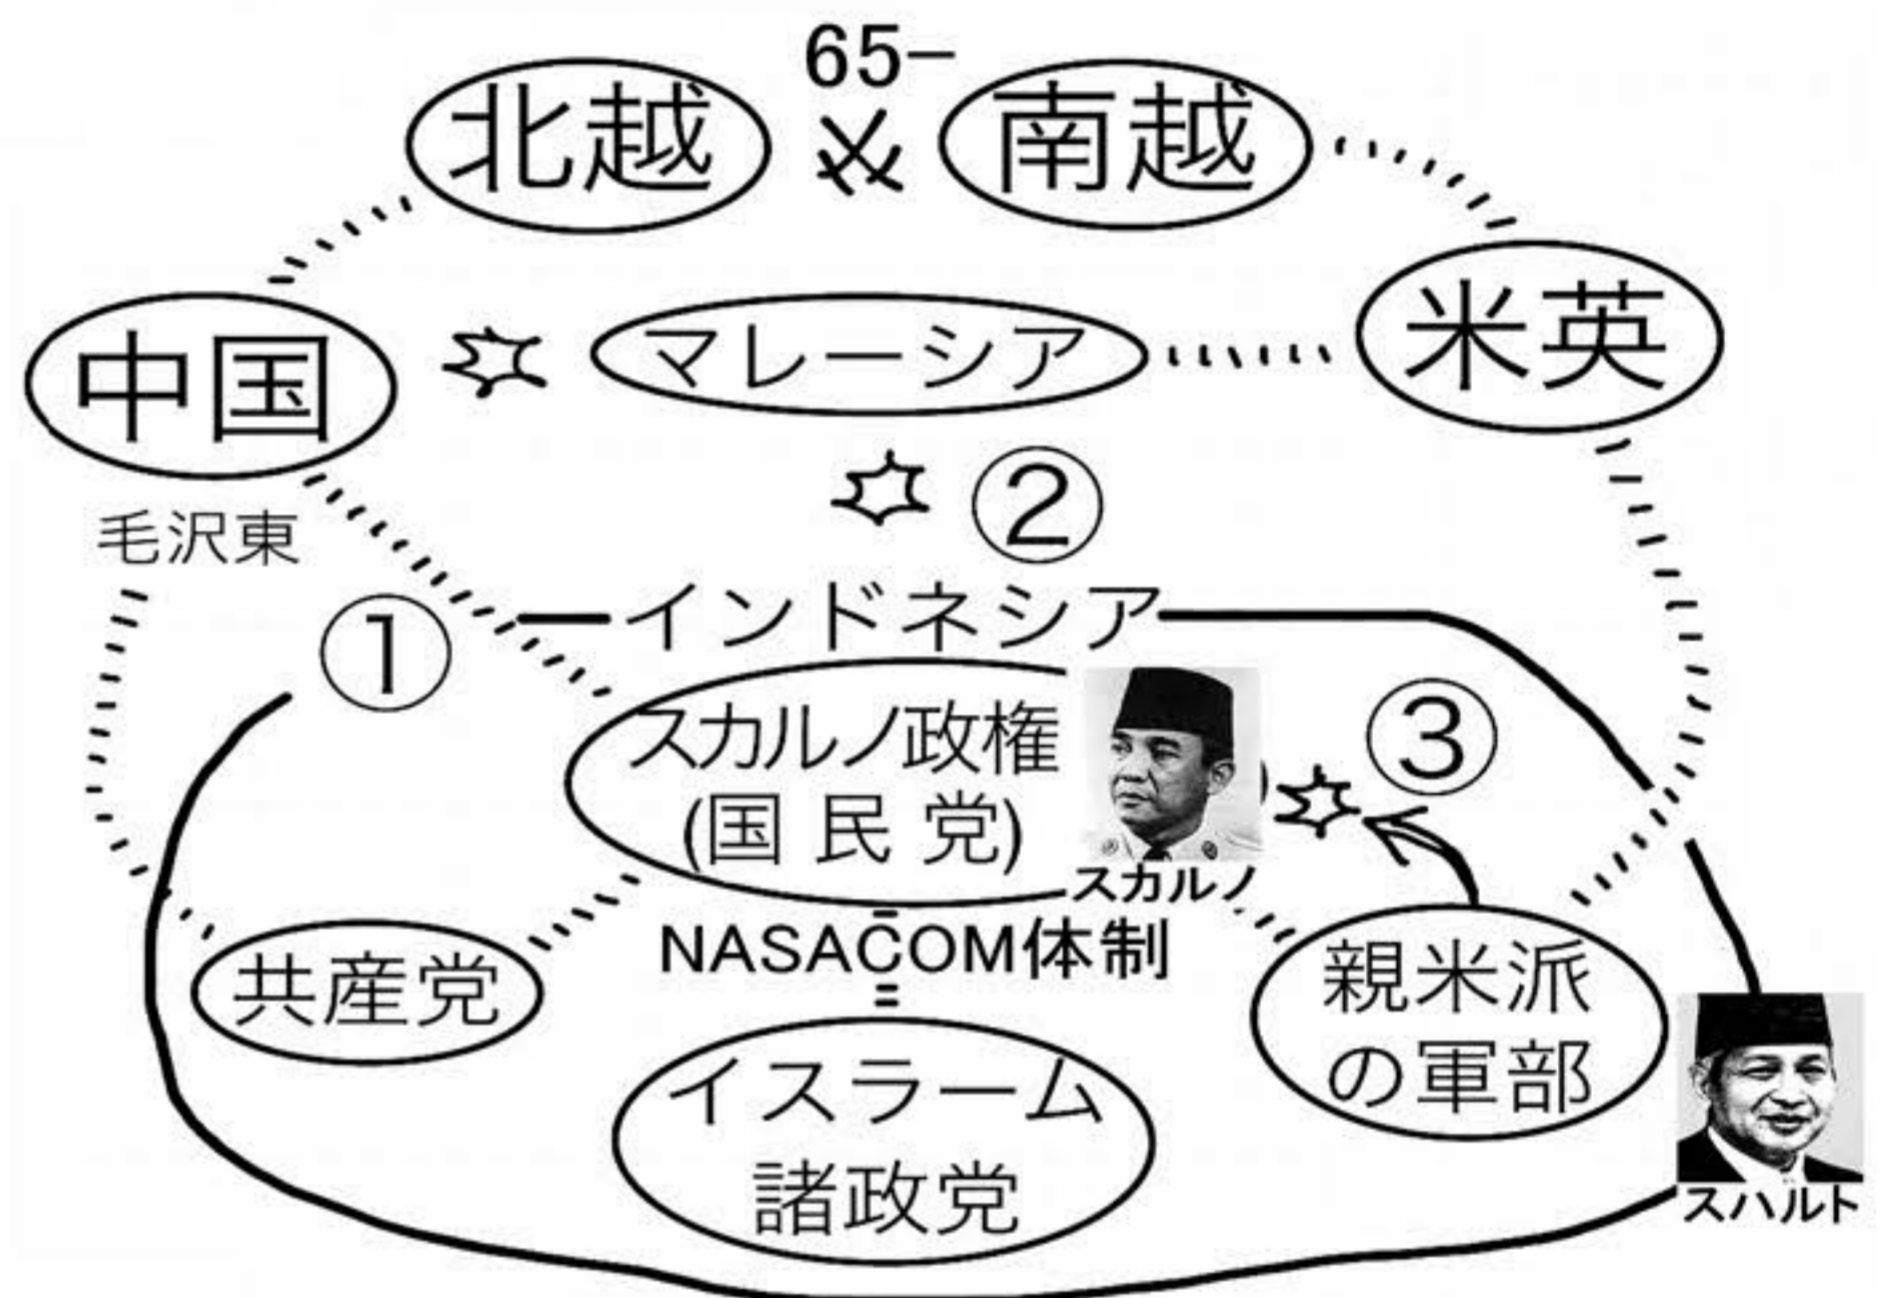 65-
北越
南越
中国
マレーシア
米英
毛沢東
②
①
インドネシア
③
スカルノ政権
(国民党)
スカルノ
NASACOM体制
共産党
親米派
の軍部
イスラーム
諸政党
スハルト